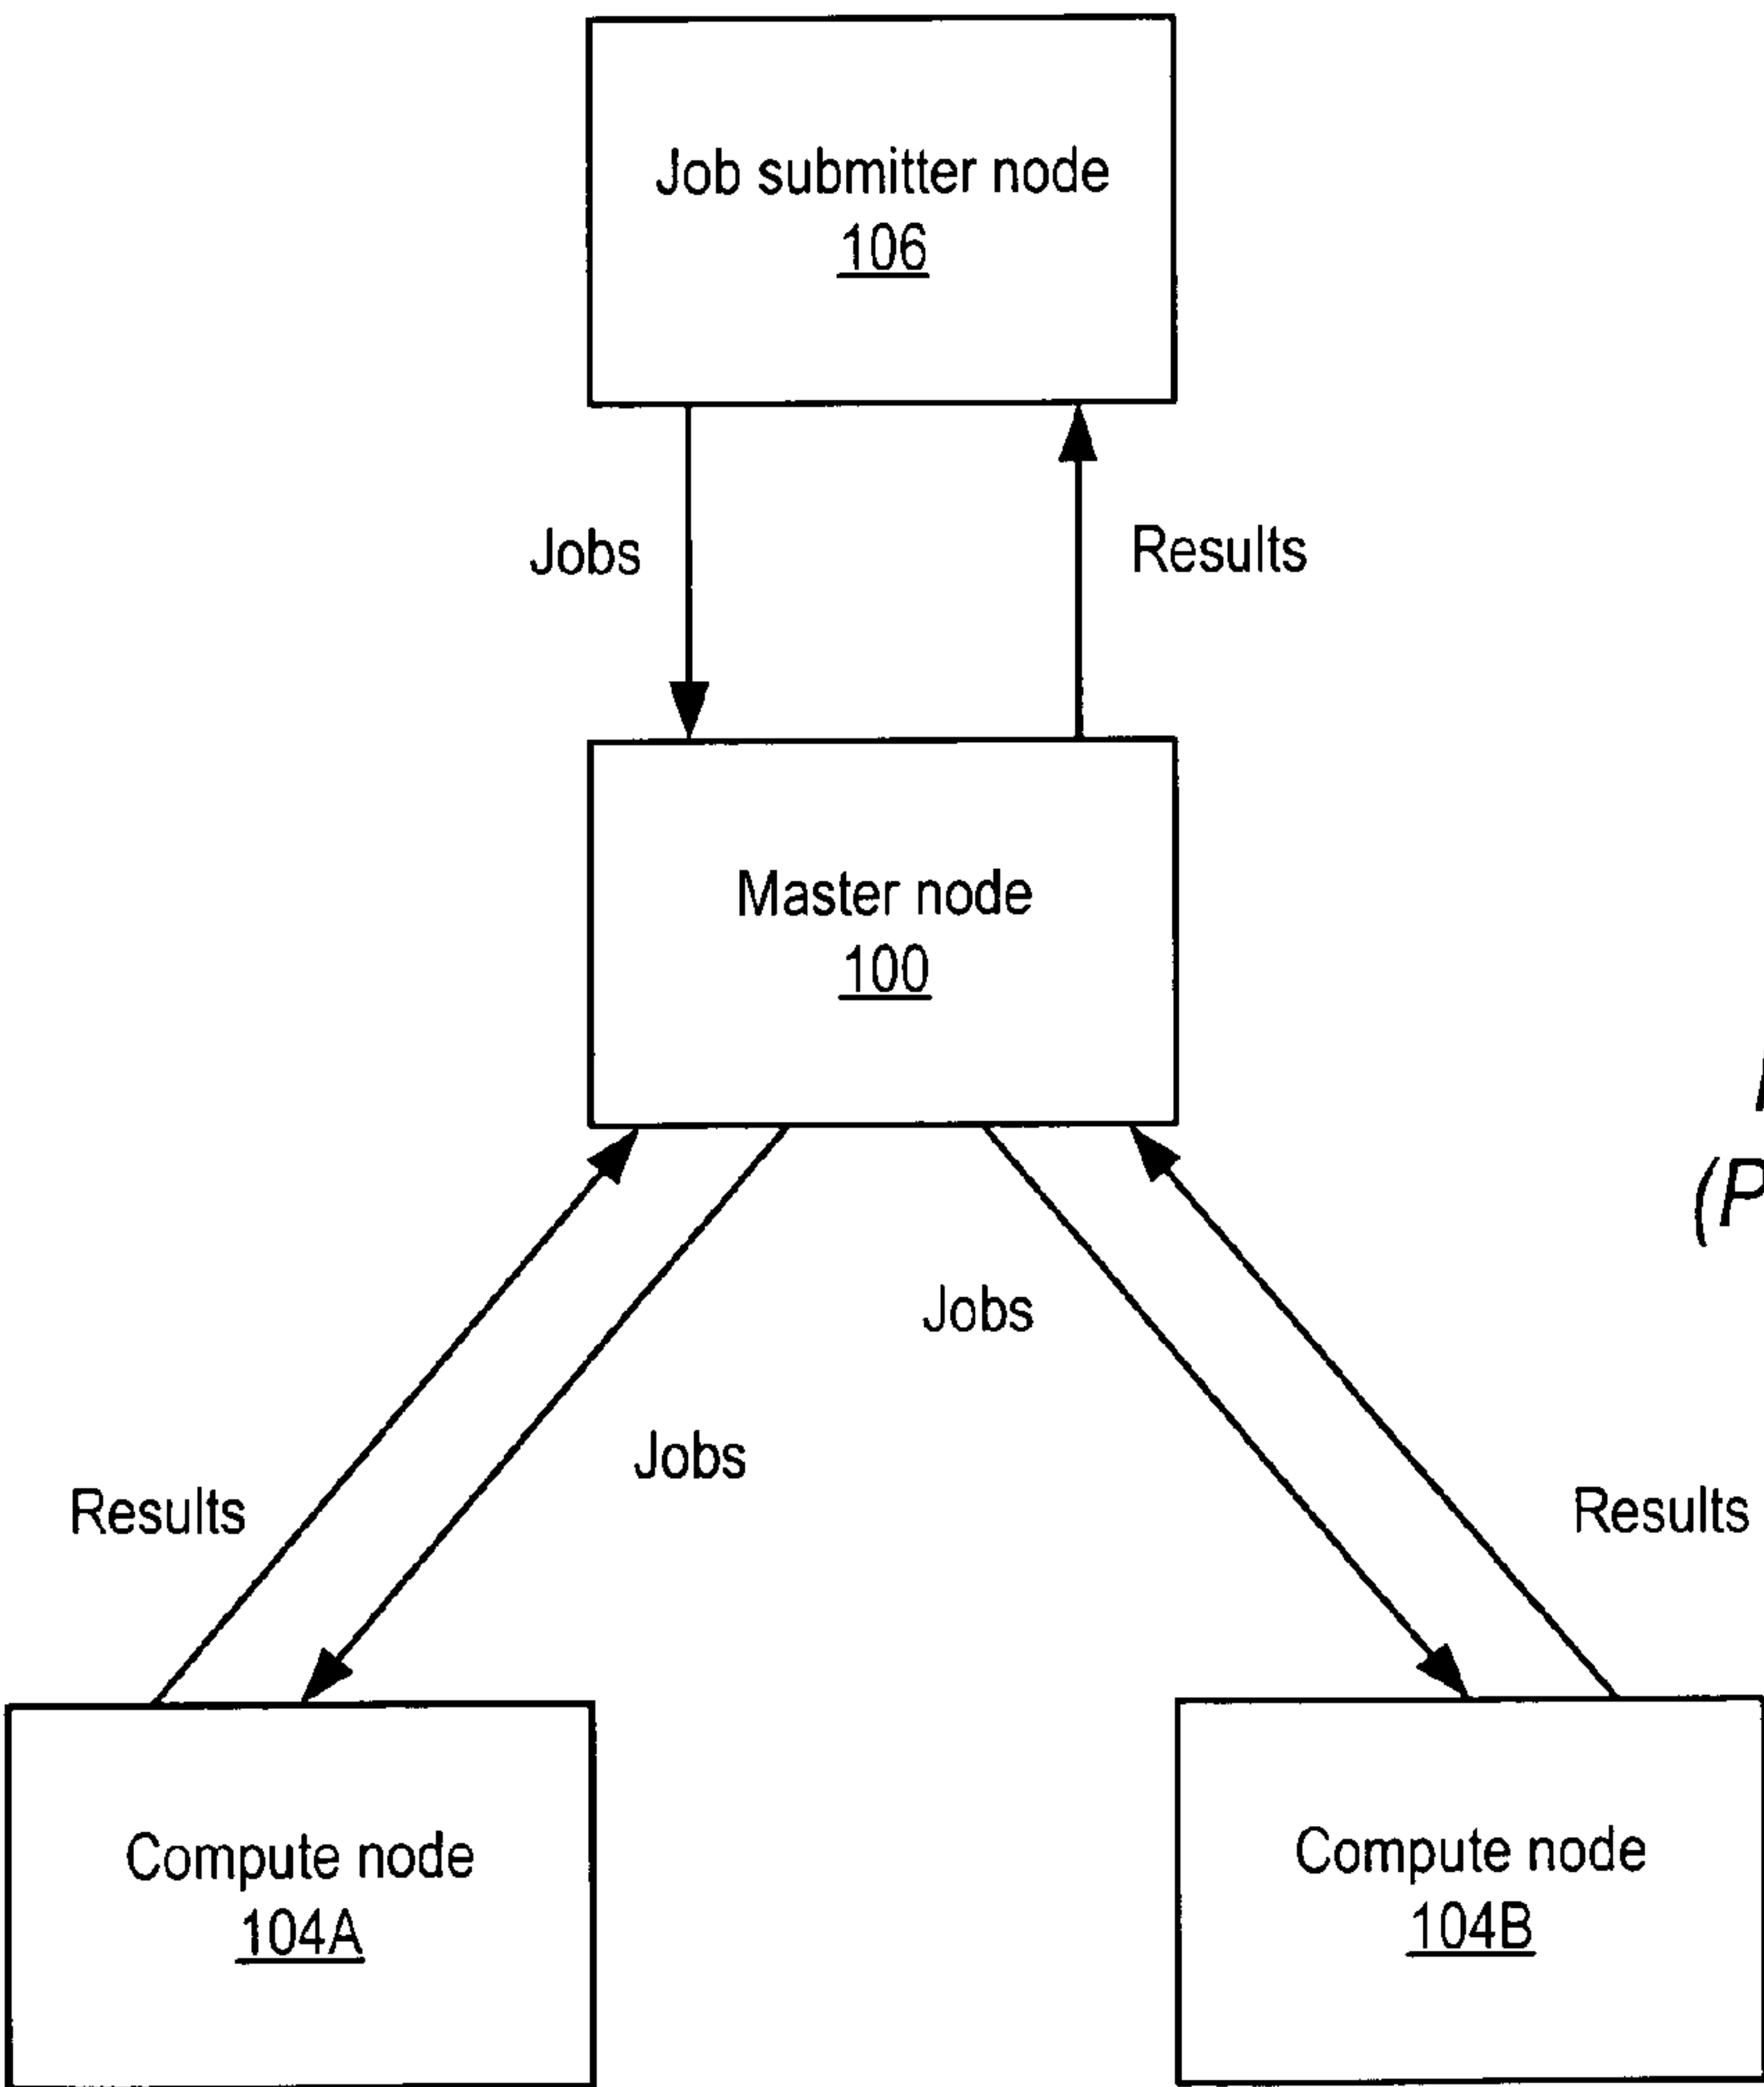 Job submitter node
106
Jobs
Results
Master node
100
Jobs
Jobs
Results
Results
Compute node
104A
Compute node
104B